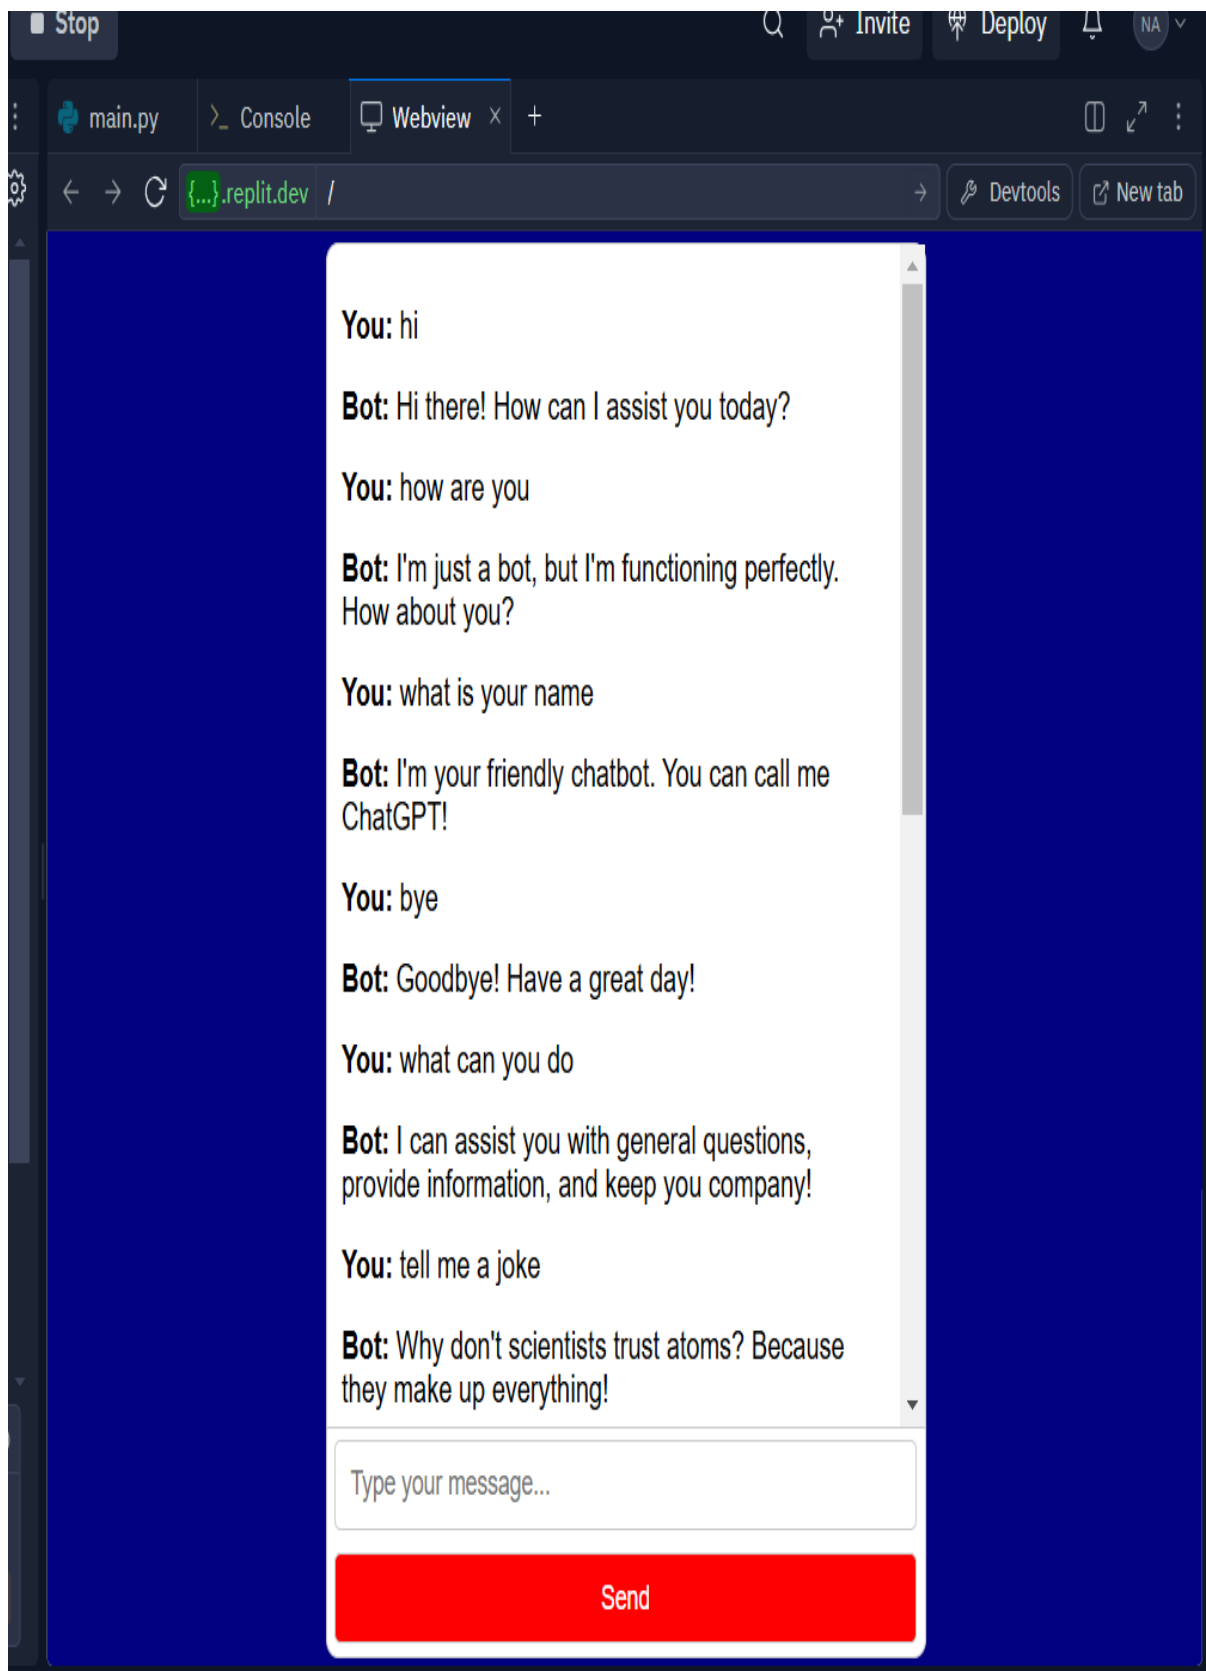 Stop
Invite
Deploy
NA
main.py
Console
Webview
{...}.replit.dev /
Devtools
New tab
You: hi
Bot: Hi there! How can I assist you today?
You: how are you
Bot: I'm just a bot, but I'm functioning perfectly.
How about you?
You: what is your name
Bot: I'm your friendly chatbot. You can call me
ChatGPT!
You: bye
Bot: Goodbye! Have a great day!
You: what can you do
Bot: I can assist you with general questions,
provide information, and keep you company!
You: tell me a joke
Bot: Why don't scientists trust atoms? Because
they make up everything!
Type your message...
Send